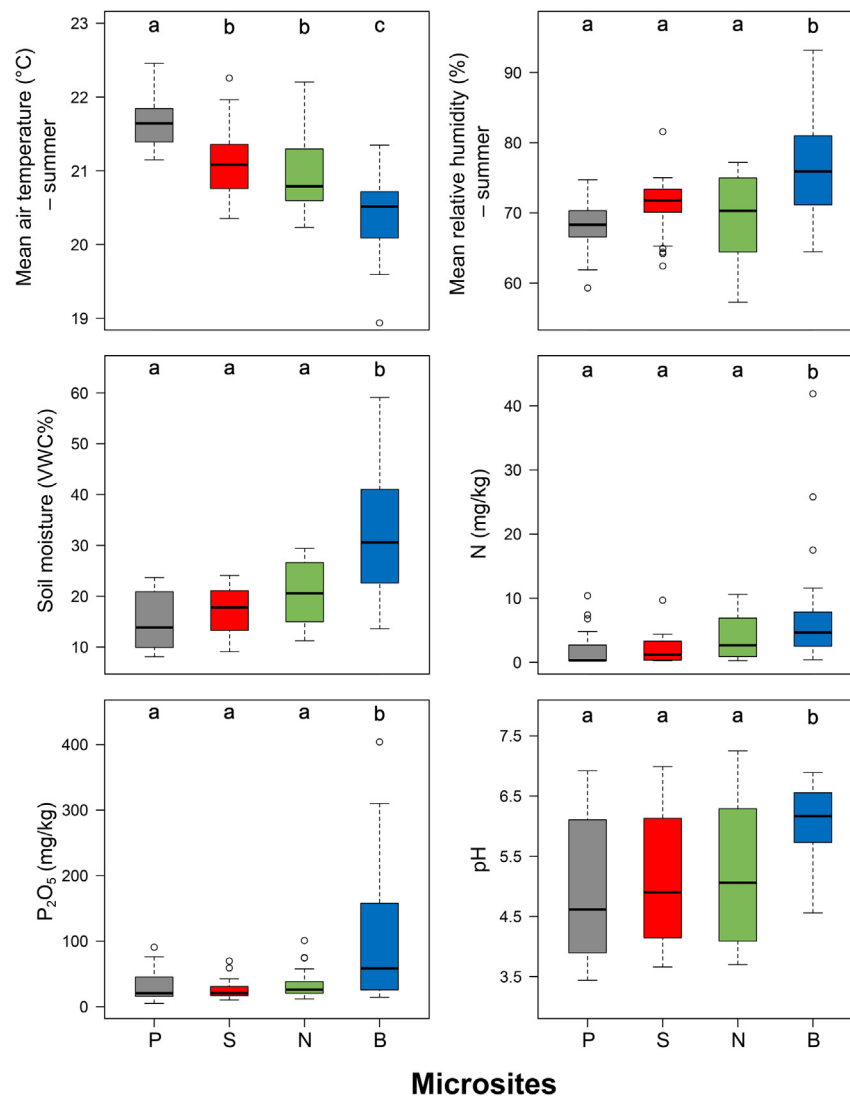 Mean air temperature (°C)
– summer
23
22
21
20
19
a b b c
Mean relative humidity (%)
– summer
90
80
70
60
a a a b
Soil moisture (VWC%)
60
50
40
30
20
10
a a a b
N (mg/kg)
40
30
20
10
0
a a a b
P₂O₅ (mg/kg)
400
300
200
100
0
a a a b
P S N B
pH
7.5
6.5
5.5
4.5
3.5
a a a b
P S N B
Microsites